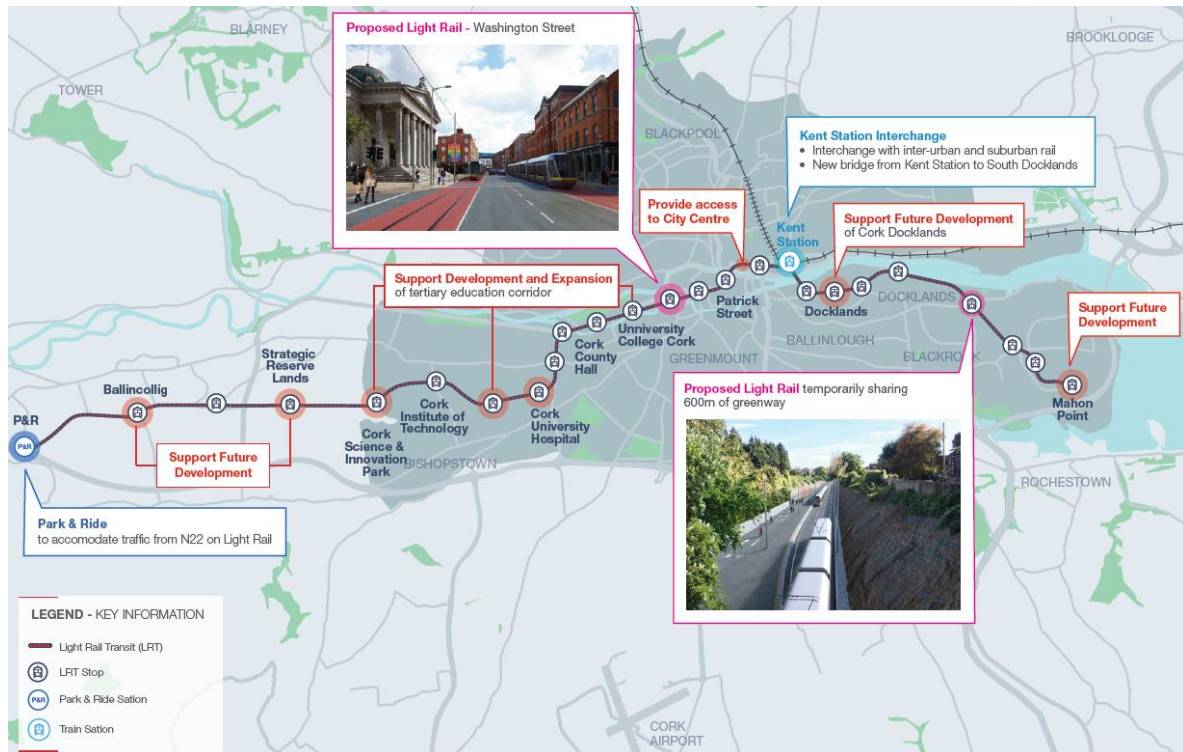 BLARNEY
BROOKLODGE
TOWER
Proposed Light Rail - Washington Street
BLACKPOOL
Kent Station Interchange
• Interchange with inter-urban and suburban rail
• New bridge from Kent Station to South Docklands
Provide access
to City Centre
Kent
Station
Support Future Development
of Cork Docklands
Support Development and Expansion
of tertiary education corridor
Unniversity
College Cork
Patrick
Street
Docklands
DOCKLANDS
Support Future
Development
Strategic
Reserve
Lands
Cork
County
Hall
GREENMOUNT
BALLINLOUGH
BLACKROCK
Ballincollig
P&R
P&R
Cork
Institute of
Technology
Cork
University
Hospital
Cork
Science &
Innovation
Park
BISHOPSTOWN
Mahon
Point
Support Future
Development
Proposed Light Rail temporarily sharing
600m of greenway
ROCHESTOWN
Park & Ride
to accomodate traffic from N22 on Light Rail
LEGEND - KEY INFORMATION
Light Rail Transit (LRT)
LRT Stop
P&R
Park & Ride Sation
Train Sation
CORK
AIRPORT